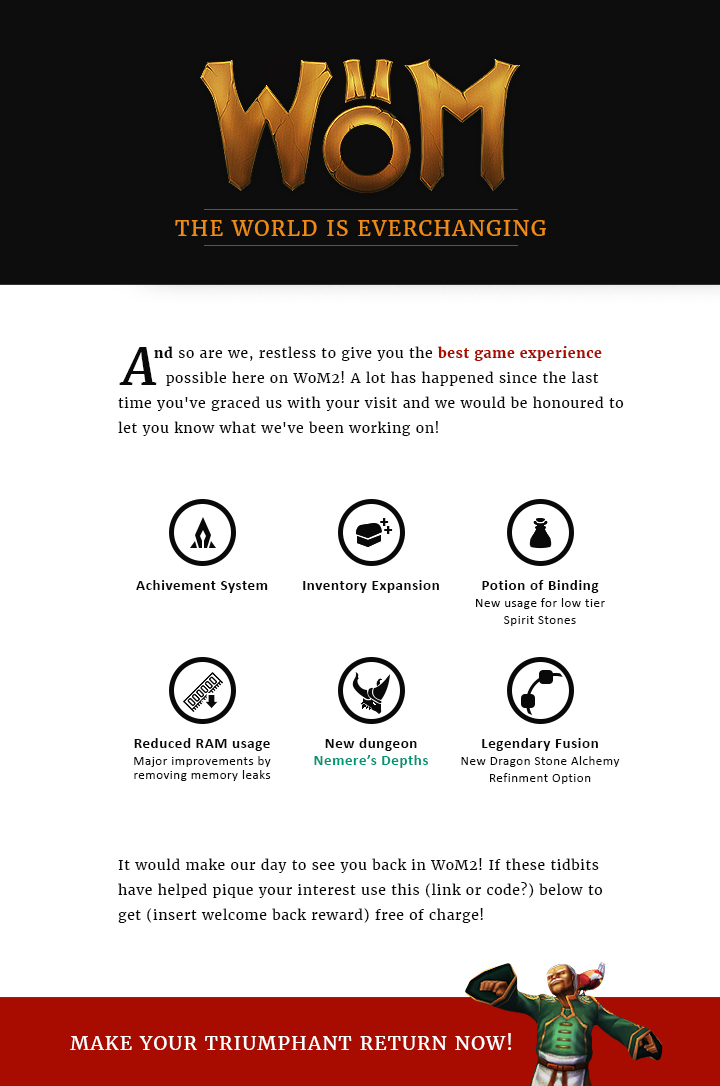 WÖM
THE WORLD IS EVERCHANGING
And so are we, restless to give you the best game experience
possible here on WoM2! A lot has happened since the last
time you've graced us with your visit and we would be honoured to
let you know what we've been working on!
Achivement System
Inventory Expansion
Potion of Binding
New usage for low tier
Spirit Stones
Reduced RAM usage
Major improvements by
removing memory leaks
New dungeon
Nemere's Depths
Legendary Fusion
New Dragon Stone Alchemy
Refinment Option
It would make our day to see you back in WoM2! If these tidbits
have helped pique your interest use this (link or code?) below to
get (insert welcome back reward) free of charge!
MAKE YOUR TRIUMPHANT RETURN NOW!